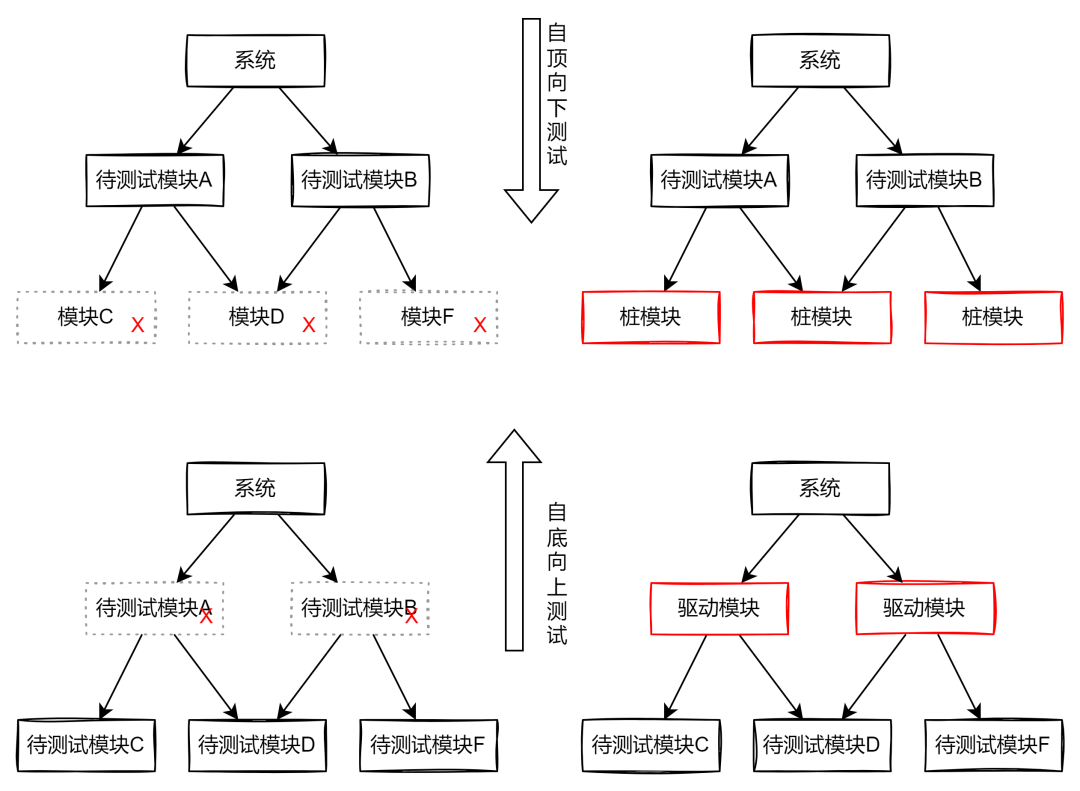 系统
待测试模块A
待测试模块B
模块C
X
模块D
X
模块F
X
自顶向下测试
系统
待测试模块A
待测试模块B
桩模块
桩模块
桩模块
系统
待测试模块A
X
待测试模块B
X
待测试模块C
待测试模块D
待测试模块F
自底向上测试
系统
驱动模块
驱动模块
待测试模块C
待测试模块D
待测试模块F